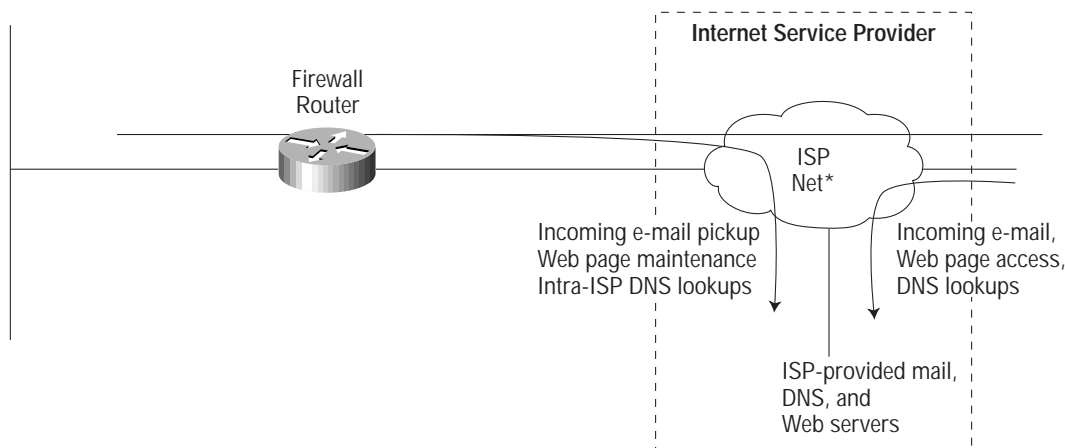 Internet Service Provider
Firewall
Router
ISP
Net*
Incoming e-mail pickup
Web page maintenance
Intra-ISP DNS lookups
Incoming e-mail,
Web page access,
DNS lookups
ISP-provided mail,
DNS, and
Web servers